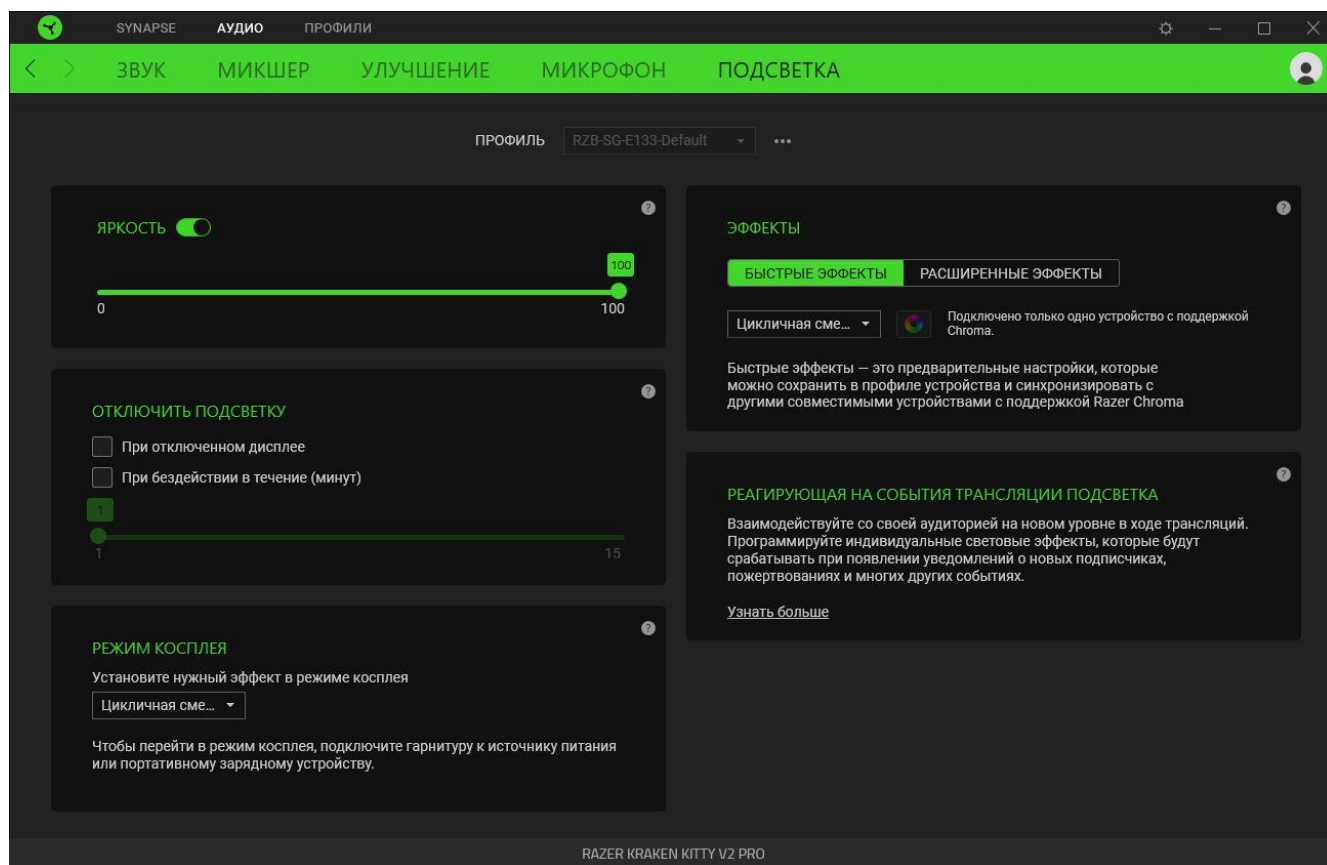 SYNAPSE АУДИО ПРОФИЛИ
ЗВУК МИКШЕР УЛУЧШЕНИЕ МИКРОФОН ПОДСВЕТКА
ПРОФИЛЬ RZB-SG-E133-Default
ЯРКОСТЬ
100
0 100
ОТКЛЮЧИТЬ ПОДСВЕТКУ
При отключенном дисплее
При бездействии в течение (минут)
1
1 15
РЕЖИМ КОСПЛЕЯ
Установите нужный эффект в режиме косплея
Цикличная сме...
Чтобы перейти в режим косплея, подключите гарнитуру к источнику питания
или портативному зарядному устройству.
ЭФФЕКТЫ
БЫСТРЫЕ ЭФФЕКТЫ РАСШИРЕННЫЕ ЭФФЕКТЫ
Цикличная сме...
Подключено только одно устройство с поддержкой
Chroma.
Быстрые эффекты — это предварительные настройки, которые
можно сохранить в профиле устройства и синхронизировать с
другими совместимыми устройствами с поддержкой Razer Chroma
РЕАГИРУЮЩАЯ НА СОБЫТИЯ ТРАНСЛЯЦИИ ПОДСВЕТКА
Взаимодействуйте со своей аудиторией на новом уровне в ходе трансляций.
Программируйте индивидуальные световые эффекты, которые будут
срабатывать при появлении уведомлений о новых подписчиках,
пожертвованиях и многих других событиях.
Узнать больше
RAZER KRAKEN KITTY V2 PRO